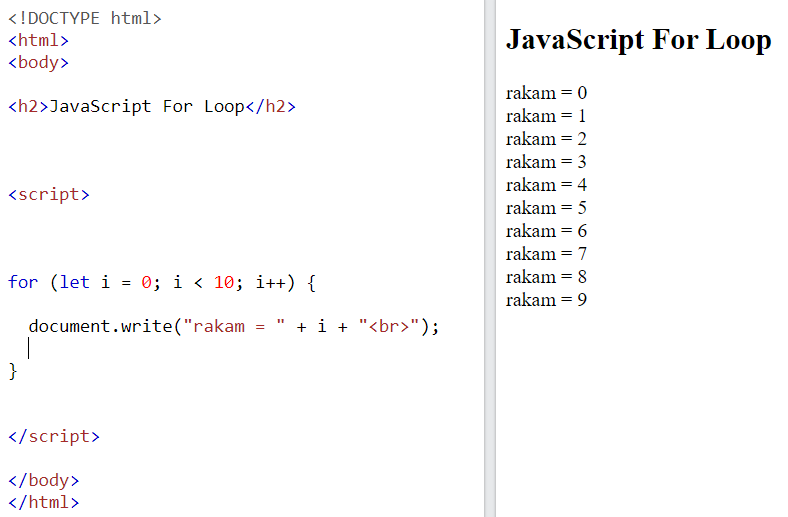 <!DOCTYPE html>
<html>
<body>
<h2>JavaScript For Loop</h2>
<script>
for (let i = 0; i < 10; i++) {
document.write("rakam = " + i + "<br>");
}
</script>
</body>
</html>
JavaScript For Loop
rakam = 0
rakam = 1
rakam = 2
rakam = 3
rakam = 4
rakam = 5
rakam = 6
rakam = 7
rakam = 8
rakam = 9